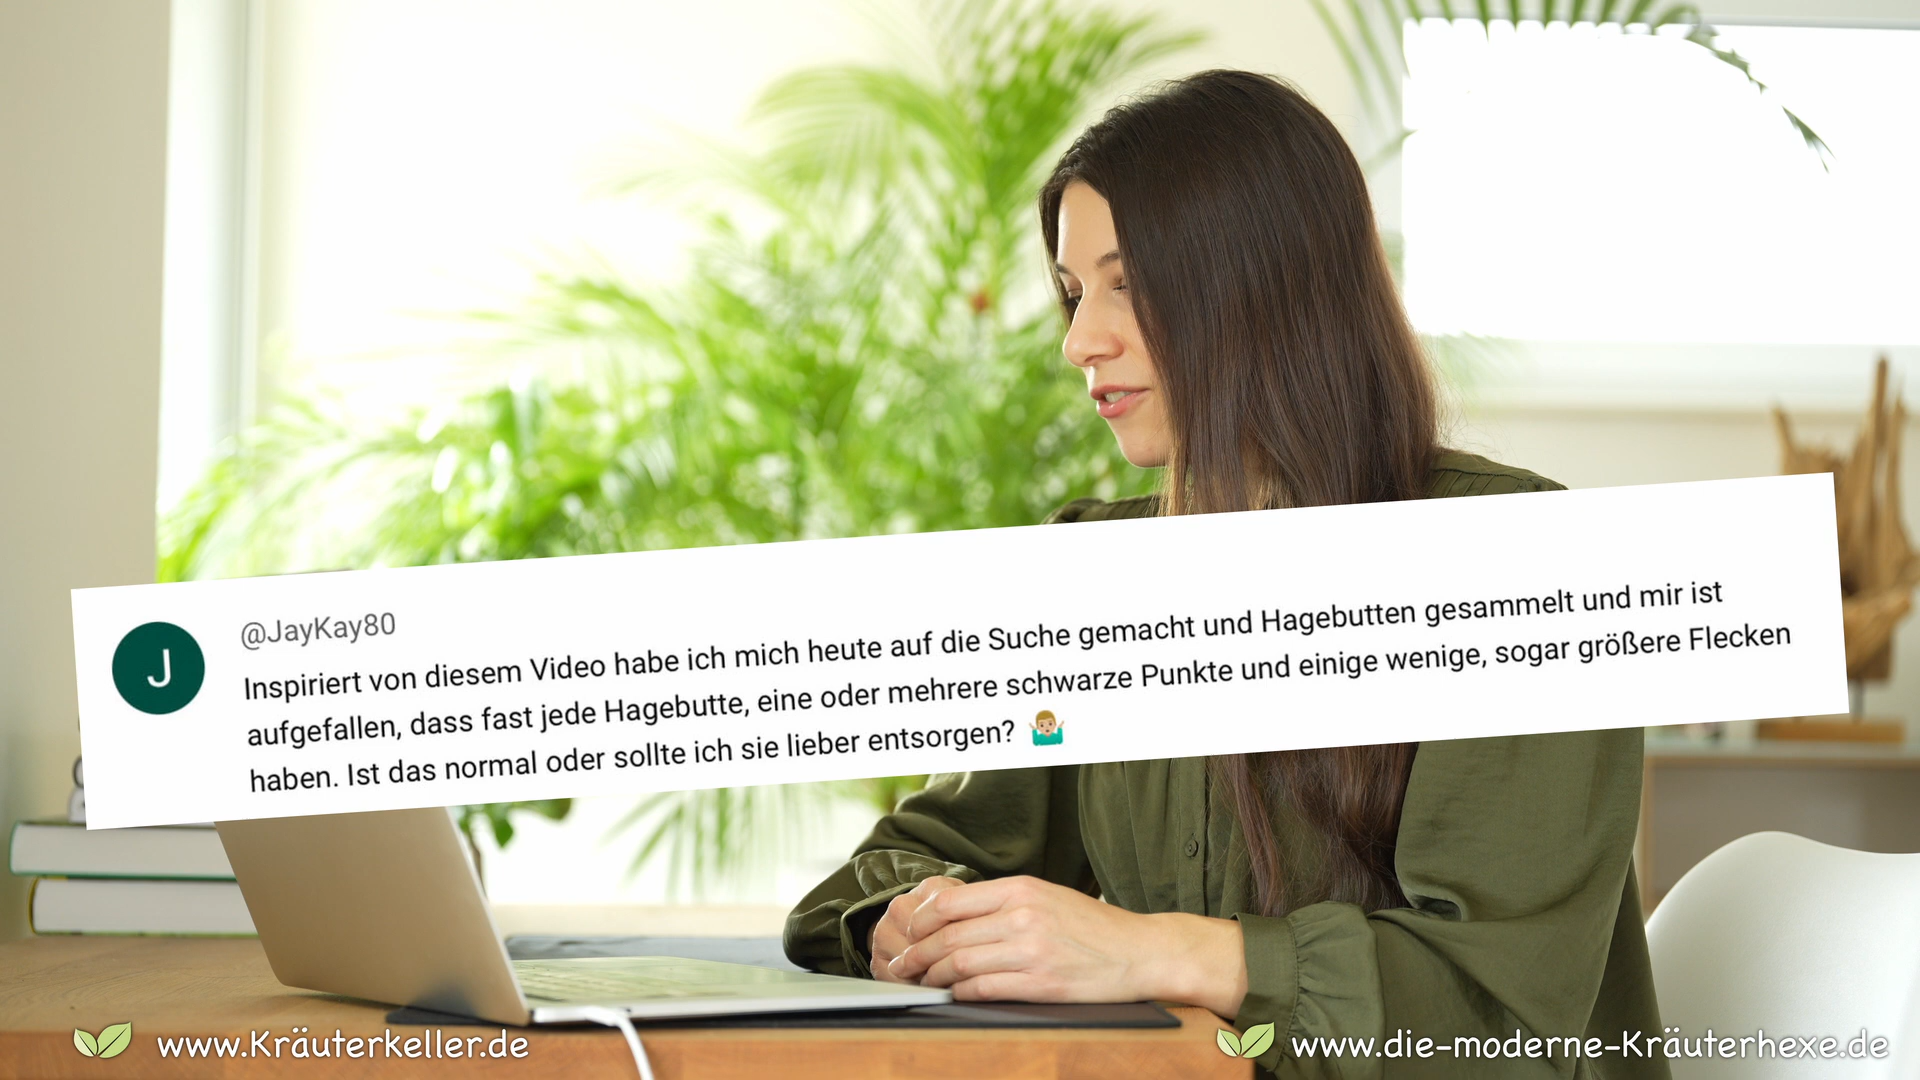 J
@JayKay80
Inspiriert von diesem Video habe ich mich heute auf die Suche gemacht und Hagebutten gesammelt und mir ist
aufgefallen, dass fast jede Hagebutte, eine oder mehrere schwarze Punkte und einige wenige, sogar größere Flecken
haben. Ist das normal oder sollte ich sie lieber entsorgen? 🤷🏼‍♂️
www.Kräuterkeller.de
www.die-moderne-Kräuterhexe.de